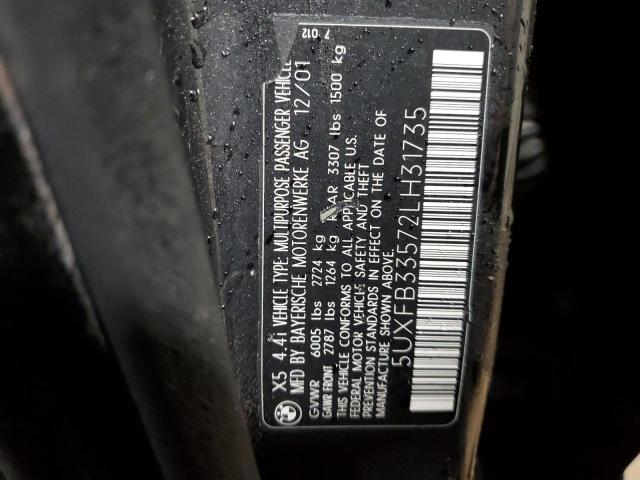 7 012
X5 4.4i VEHICLE TYPE: MULTIPURPOSE PASSENGER VEHICLE
MFD BY BAYERISCHE MOTORENWERKE AG 12/01
GVWR 6005 lbs 2724 kg
GAWR FRONT 2787 lbs 1264 kg REAR 3307 lbs 1500 kg
THIS VEHICLE CONFORMS TO ALL APPLICABLE U.S.
FEDERAL MOTOR VEHICLE SAFETY AND THEFT
PREVENTION STANDARDS IN EFFECT ON THE DATE OF
MANUFACTURE SHOWN ABOVE.
5UXFB33572LH31735